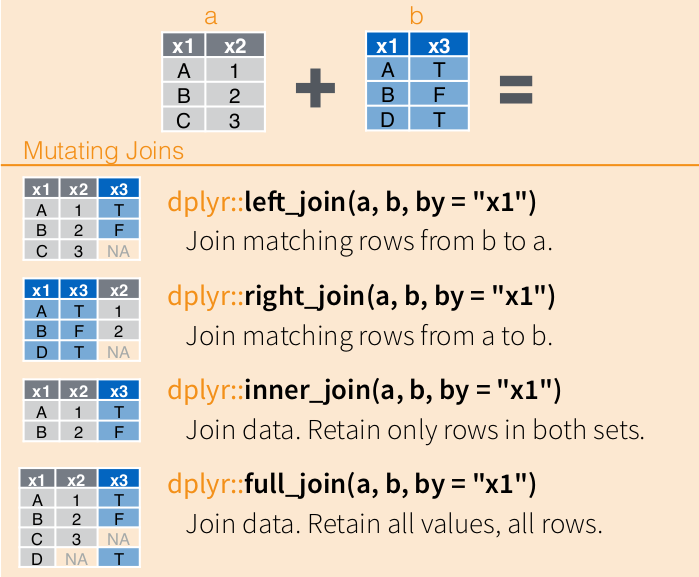 a b
x1 x2 x1 x3
A 1 A T
B 2 + B F =
C 3 D T
Mutating Joins
x1 x2 x3
A 1 T
B 2 F
C 3 NA
dplyr::left_join(a, b, by = "x1")
Join matching rows from b to a.
x1 x3 x2
A T 1
B F 2
D T NA
dplyr::right_join(a, b, by = "x1")
Join matching rows from a to b.
x1 x2 x3
A 1 T
B 2 F
dplyr::inner_join(a, b, by = "x1")
Join data. Retain only rows in both sets.
x1 x2 x3
A 1 T
B 2 F
C 3 NA
D NA T
dplyr::full_join(a, b, by = "x1")
Join data. Retain all values, all rows.